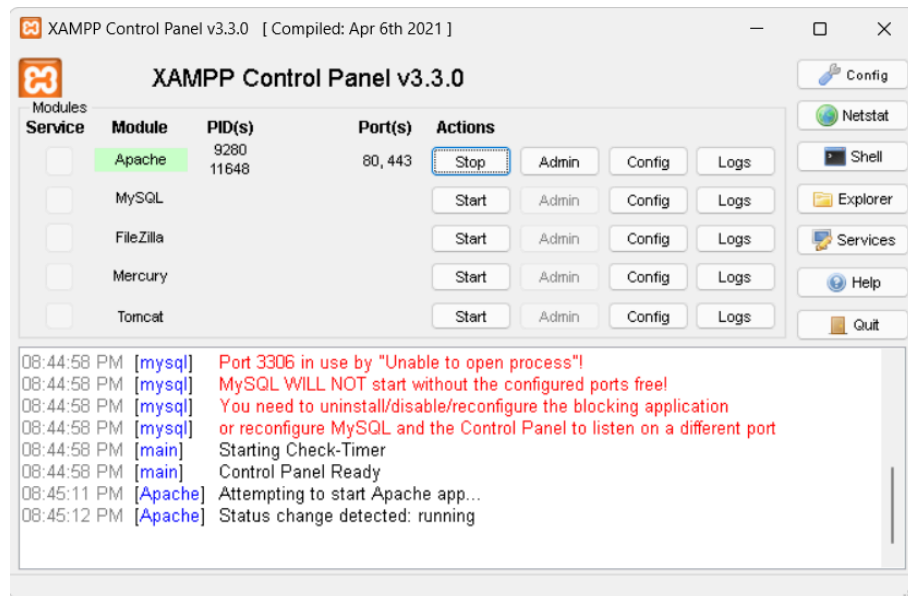 XAMPP Control Panel v3.3.0 [ Compiled: Apr 6th 2021 ]
XAMPP Control Panel v3.3.0
Config
Modules
Netstat
Service Module PID(s) Port(s) Actions
Apache 9280 80, 443 Stop Admin Config Logs
11648
Shell
MySQL Start Admin Config Logs
Explorer
FileZilla Start Admin Config Logs
Services
Mercury Start Admin Config Logs
Help
Tomcat Start Admin Config Logs
Quit
08:44:58 PM [mysql] Port 3306 in use by "Unable to open process"!
08:44:58 PM [mysql] MySQL WILL NOT start without the configured ports free!
08:44:58 PM [mysql] You need to uninstall/disable/reconfigure the blocking application
08:44:58 PM [mysql] or reconfigure MySQL and the Control Panel to listen on a different port
08:44:58 PM [main] Starting Check-Timer
08:44:58 PM [main] Control Panel Ready
08:45:11 PM [Apache] Attempting to start Apache app...
08:45:12 PM [Apache] Status change detected: running